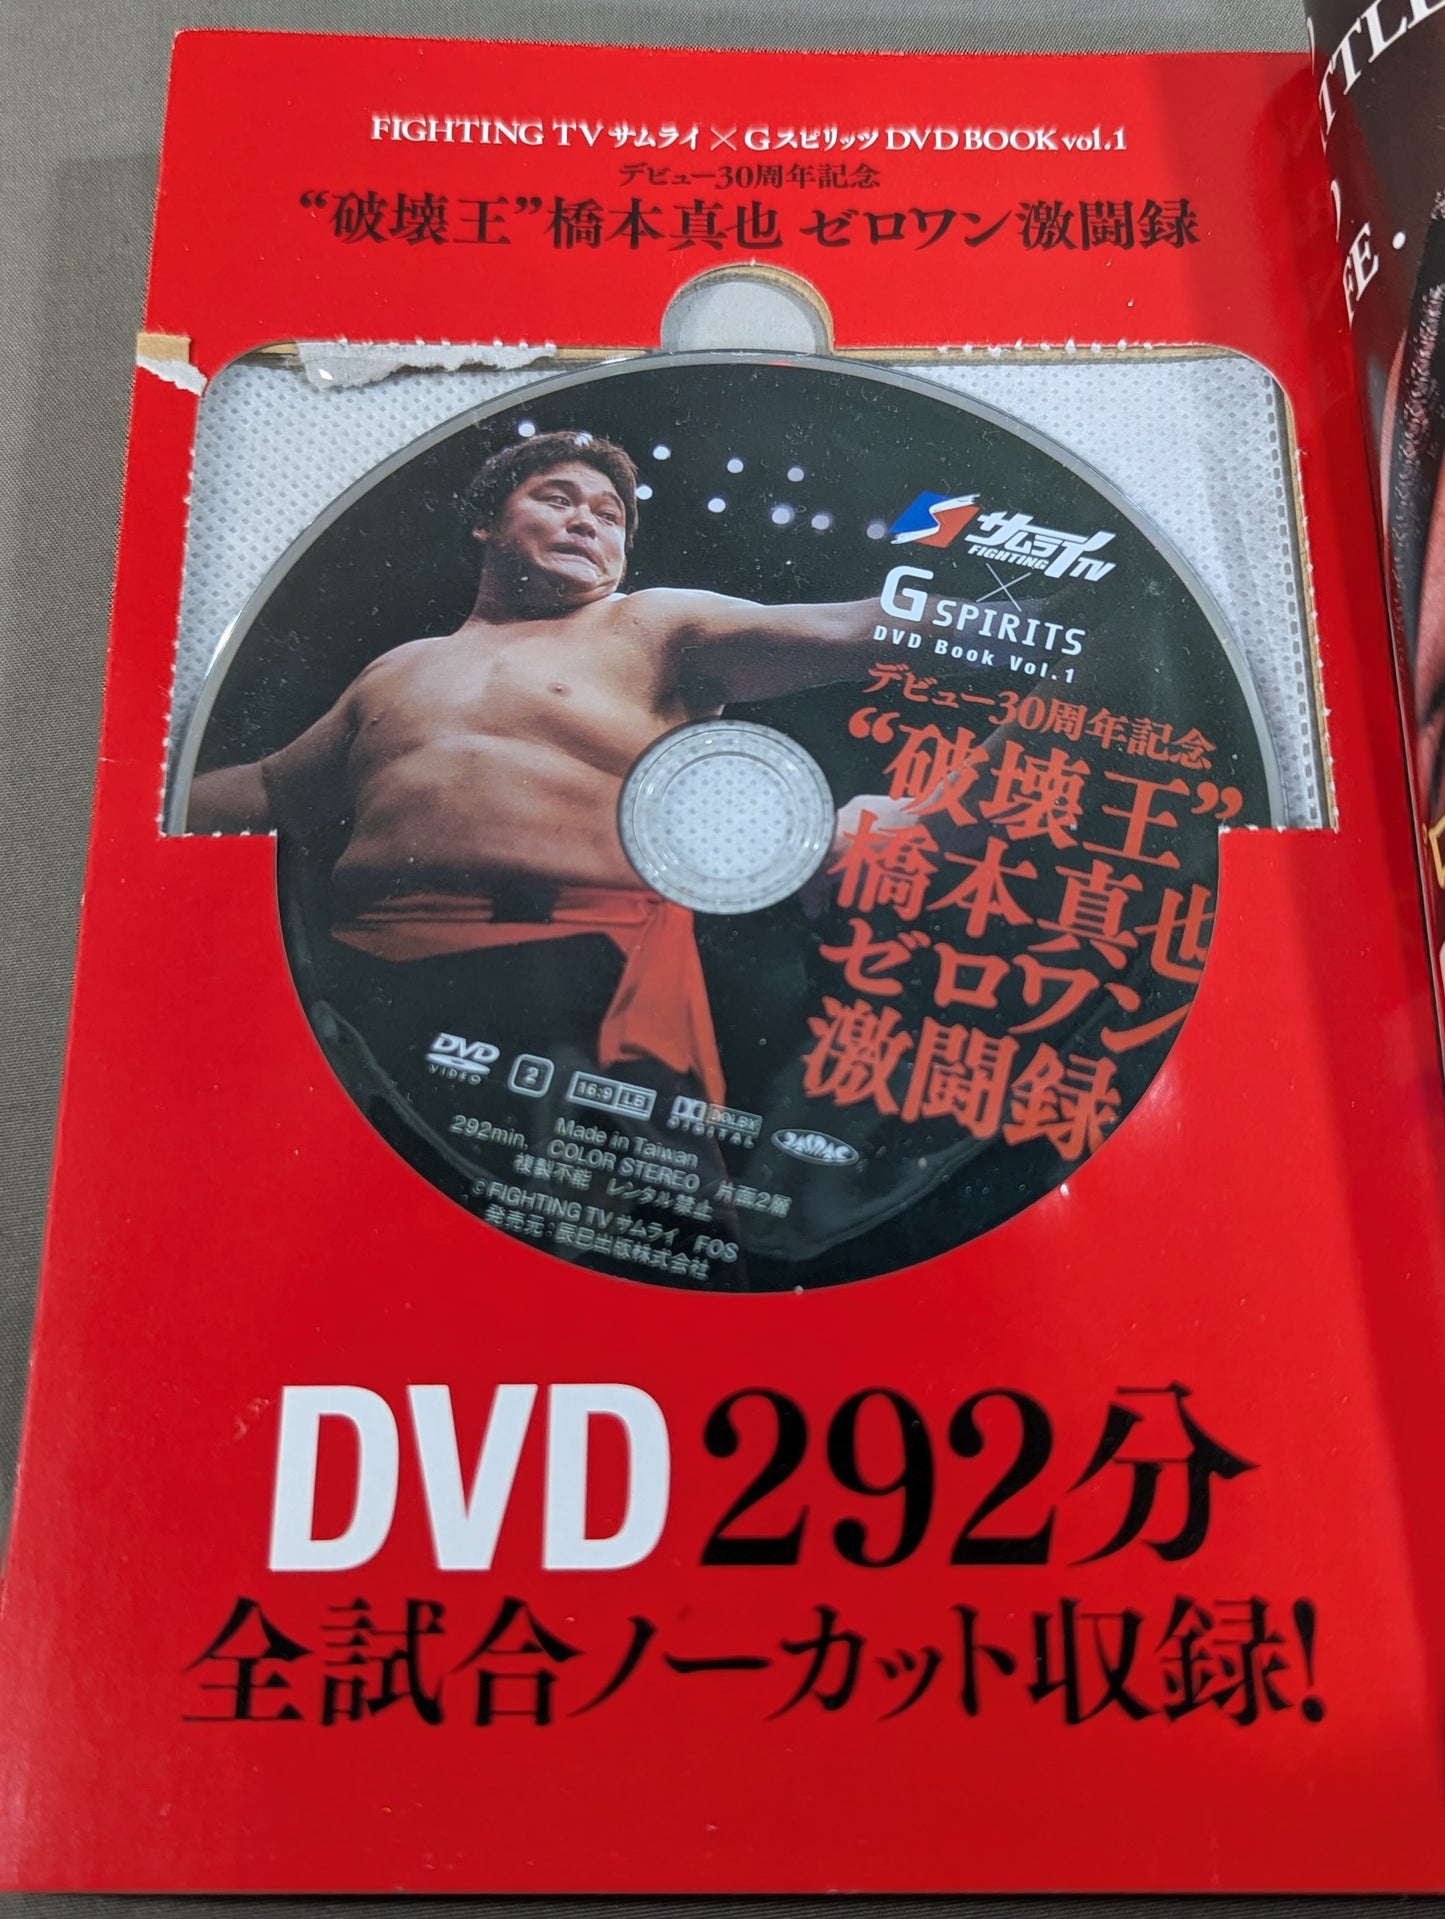 FIGHTING TV サムライ×Gスピリッツ DVD BOOK vol.1
デビュー30周年記念
“破壊王”橋本真也 ゼロワン激闘録
サムライTV
FIGHTING
×
G SPIRITS
DVD Book Vol.1
デビュー30周年記念
“破壊王”
橋本真也
ゼロワン
激闘録
DVD
VIDEO
2
16:9 LB
DOLBY
DIGITAL
JASRAC
Made in Taiwan
292min. COLOR STEREO／片面2層
複製不能 レンタル禁止
©FIGHTING TV サムライ／FOS
発売元：辰巳出版株式会社
DVD 292分
全試合ノーカット収録!